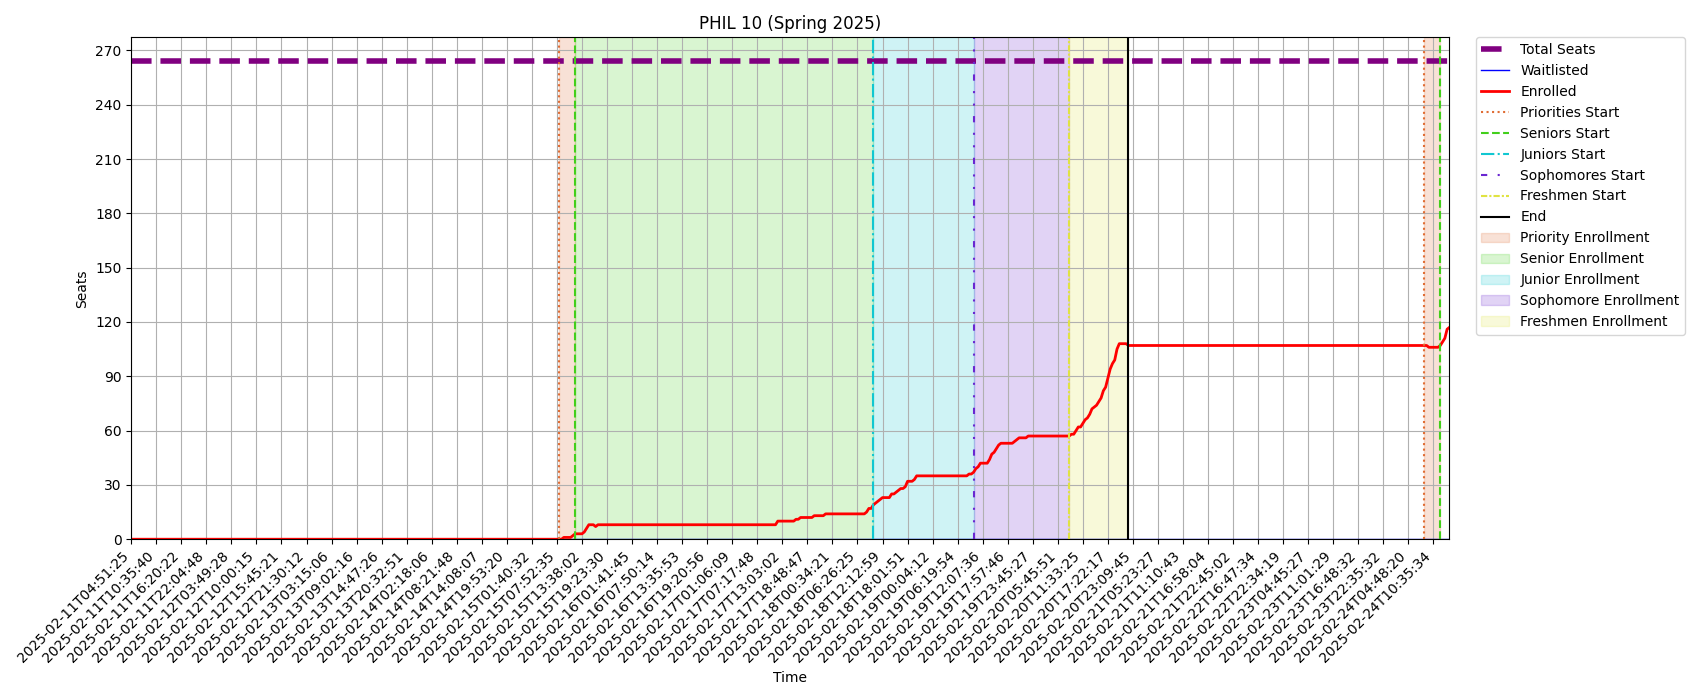 PHIL 10 (Spring 2025)
Seats
270
240
210
180
150
120
90
60
30
0
2025-02-11T04:51:25
2025-02-11T10:35:40
2025-02-11T16:20:22
2025-02-11T22:04:48
2025-02-12T03:49:28
2025-02-12T10:00:15
2025-02-12T15:45:21
2025-02-12T21:30:12
2025-02-13T03:15:06
2025-02-13T09:02:16
2025-02-13T14:47:26
2025-02-13T20:32:51
2025-02-14T02:18:06
2025-02-14T08:21:48
2025-02-14T14:08:07
2025-02-14T19:53:20
2025-02-15T01:40:32
2025-02-15T07:52:35
2025-02-15T13:38:02
2025-02-15T19:23:30
2025-02-16T01:41:45
2025-02-16T07:50:14
2025-02-16T13:35:53
2025-02-16T19:20:56
2025-02-17T01:06:09
2025-02-17T07:17:48
2025-02-17T13:03:02
2025-02-17T18:48:47
2025-02-18T00:34:21
2025-02-18T06:26:25
2025-02-18T12:12:59
2025-02-18T18:01:51
2025-02-19T00:04:12
2025-02-19T06:19:54
2025-02-19T12:07:36
2025-02-19T17:57:46
2025-02-19T23:45:27
2025-02-20T05:45:51
2025-02-20T11:33:25
2025-02-20T17:22:17
2025-02-20T23:09:45
2025-02-21T05:23:27
2025-02-21T11:10:43
2025-02-21T16:58:04
2025-02-21T22:45:02
2025-02-22T16:47:34
2025-02-22T22:34:19
2025-02-23T04:45:27
2025-02-23T11:01:29
2025-02-23T16:48:32
2025-02-23T22:35:32
2025-02-24T04:48:20
2025-02-24T10:35:34
Time
Total Seats
Waitlisted
Enrolled
Priorities Start
Seniors Start
Juniors Start
Sophomores Start
Freshmen Start
End
Priority Enrollment
Senior Enrollment
Junior Enrollment
Sophomore Enrollment
Freshmen Enrollment